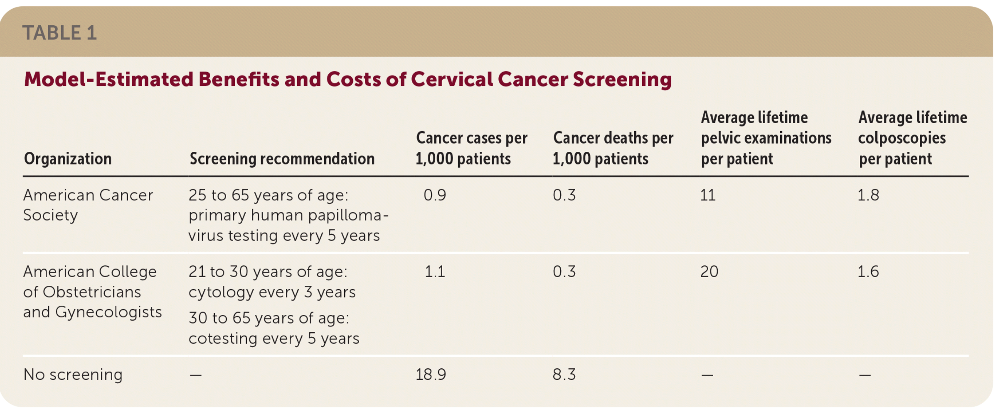 TABLE 1
Model-Estimated Benefits and Costs of Cervical Cancer Screening
Organization
Screening recommendation
Cancer cases per
1,000 patients
Cancer deaths per
1,000 patients
Average lifetime
pelvic examinations
per patient
Average lifetime
colposcopies
per patient
American Cancer
Society
25 to 65 years of age:
primary human papilloma-
virus testing every 5 years
0.9
0.3
11
1.8
American College
of Obstetricians
and Gynecologists
21 to 30 years of age:
cytology every 3 years
30 to 65 years of age:
cotesting every 5 years
1.1
0.3
20
1.6
No screening
—
18.9
8.3
—
—